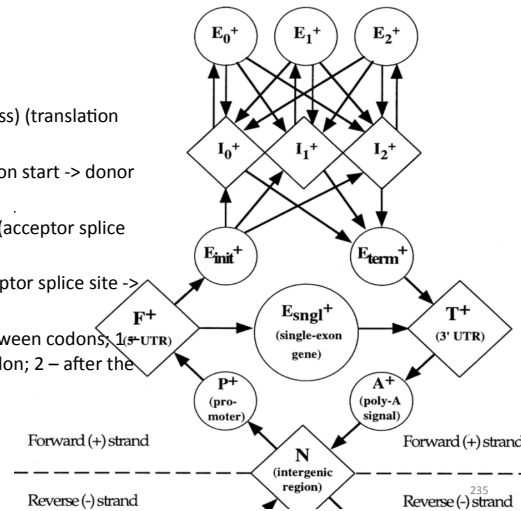 E₀⁺ E₁⁺ E₂⁺
ss) (translation
I₀⁺ I₁⁺ I₂⁺
on start -> donor
(acceptor splice
Einit⁺ Eterm⁺
ptor splice site ->
F⁺ Esngl⁺ T⁺
(5' UTR) (single-exon (3' UTR)
gene)
ween codons; 1 –
don; 2 – after the
P⁺ A⁺
(pro- (poly-A
moter) signal)
Forward (+) strand N Forward (+) strand
(intergenic
region)
235
Reverse (-) strand Reverse (-) strand